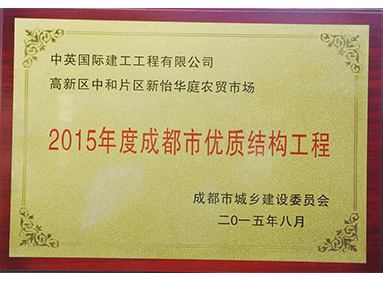 中英国际建工工程有限公司
高新区中和片区新怡华庭农贸市场
2015年度成都市优质结构工程
成都市城乡建设委员会
二〇一五年八月